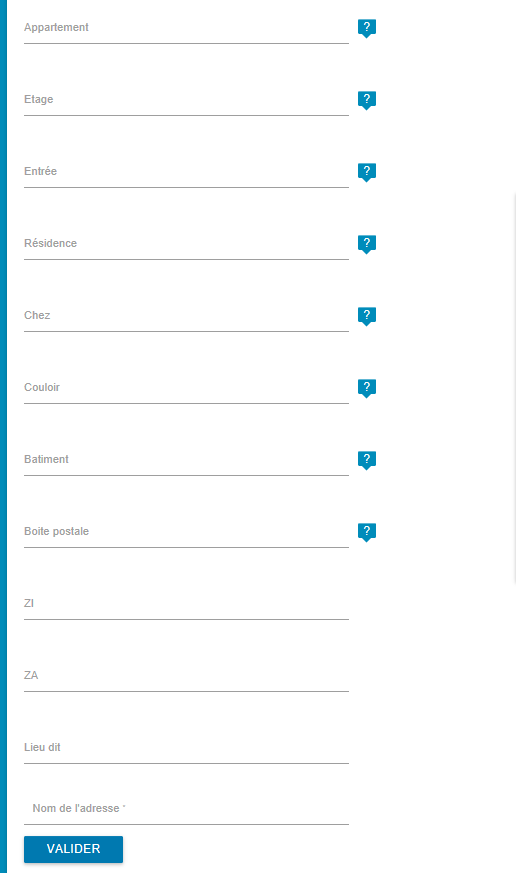 Appartement
?
Etage
?
Entrée
?
Résidence
?
Chez
?
Couloir
?
Batiment
?
Boite postale
?
ZI
ZA
Lieu dit
Nom de l'adresse *
VALIDER